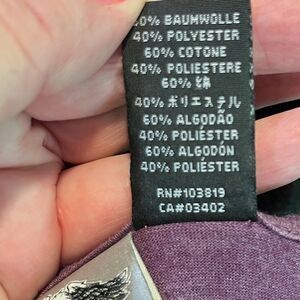 60% BAUMWOLLE
40% POLYESTER
60% COTONE
40% POLIESTERE
60% 綿
40% ポリエステル
60% ALGODÃO
40% POLIÉSTER
60% ALGODÓN
40% POLIÉSTER
RN#103819
CA#03402